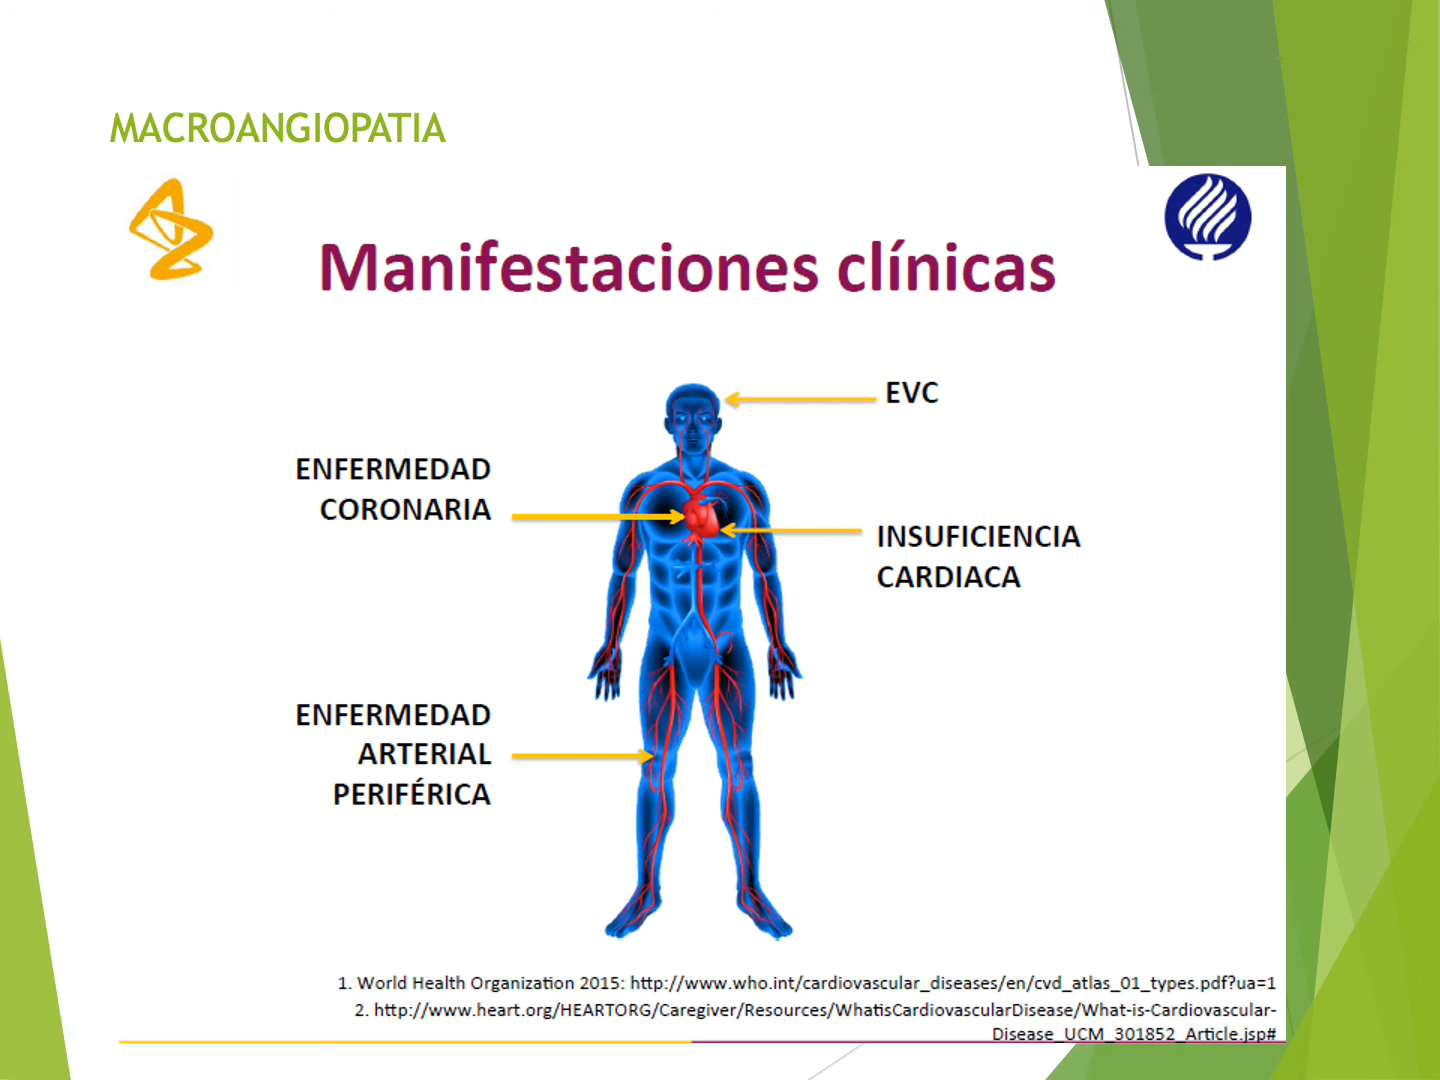 MACROANGIOPATIA
Manifestaciones clínicas
EVC
ENFERMEDAD
CORONARIA
INSUFICIENCIA
CARDIACA
ENFERMEDAD
ARTERIAL
PERIFÉRICA
1. World Health Organization 2015: http://www.who.int/cardiovascular_diseases/en/cvd_atlas_01_types.pdf?ua=1
2. http://www.heart.org/HEARTORG/Caregiver/Resources/WhatisCardiovascularDisease/What-is-Cardiovascular-
Disease_UCM_301852_Article.jsp#